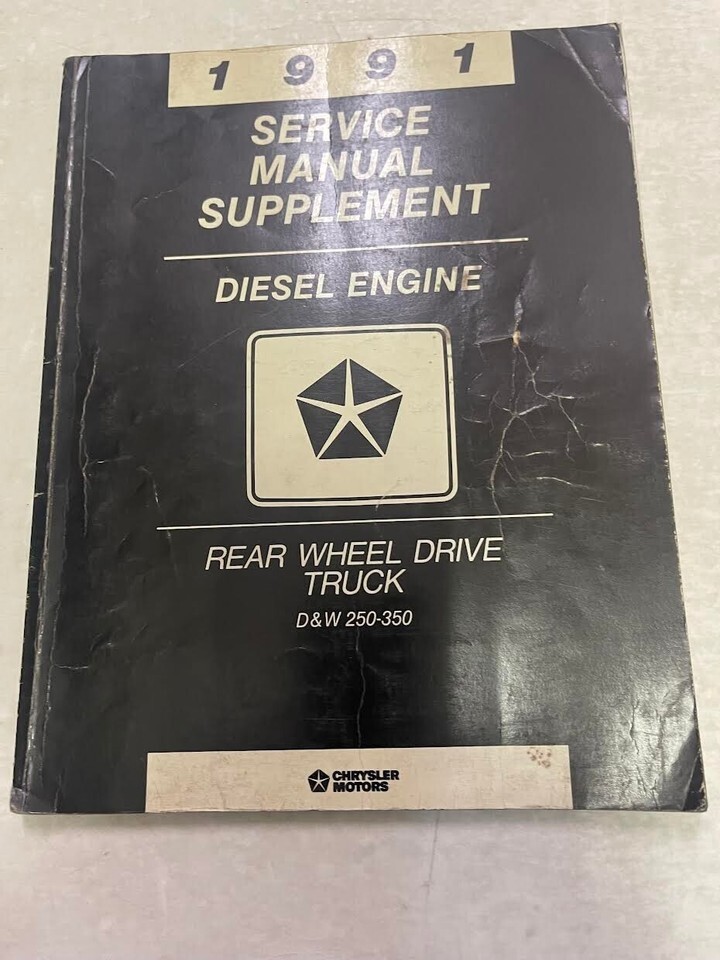 1991
SERVICE
MANUAL
SUPPLEMENT
DIESEL ENGINE
REAR WHEEL DRIVE
TRUCK
D&W 250-350
CHRYSLER
MOTORS